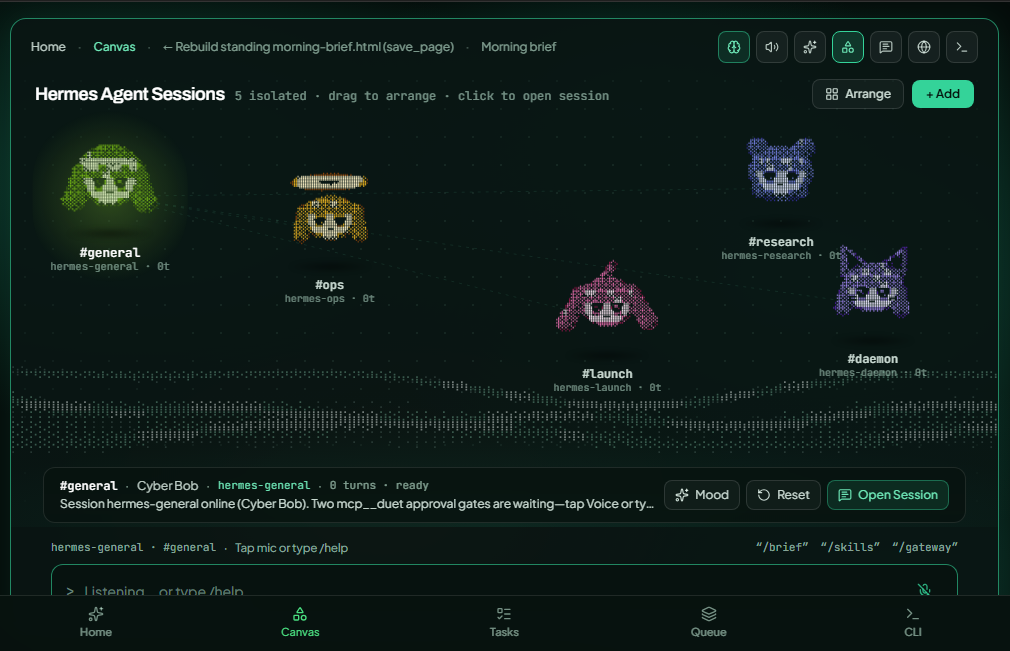 Home · Canvas · ← Rebuild standing morning-brief.html (save_page) · Morning brief
Hermes Agent Sessions 5 isolated · drag to arrange · click to open session
Arrange
+ Add
#general
hermes-general · 0t
#ops
hermes-ops · 0t
#research
hermes-research · 0t
#launch
hermes-launch · 0t
#daemon
hermes-daemon · 0t
#general · Cyber Bob · hermes-general · 0 turns · ready
Session hermes-general online (Cyber Bob). Two mcp__duet approval gates are waiting—tap Voice or ty…
Mood
Reset
Open Session
hermes-general · #general · Tap mic or type /help
“/brief” “/skills” “/gateway”
> Listening… or type /help
Home
Canvas
Tasks
Queue
CLI